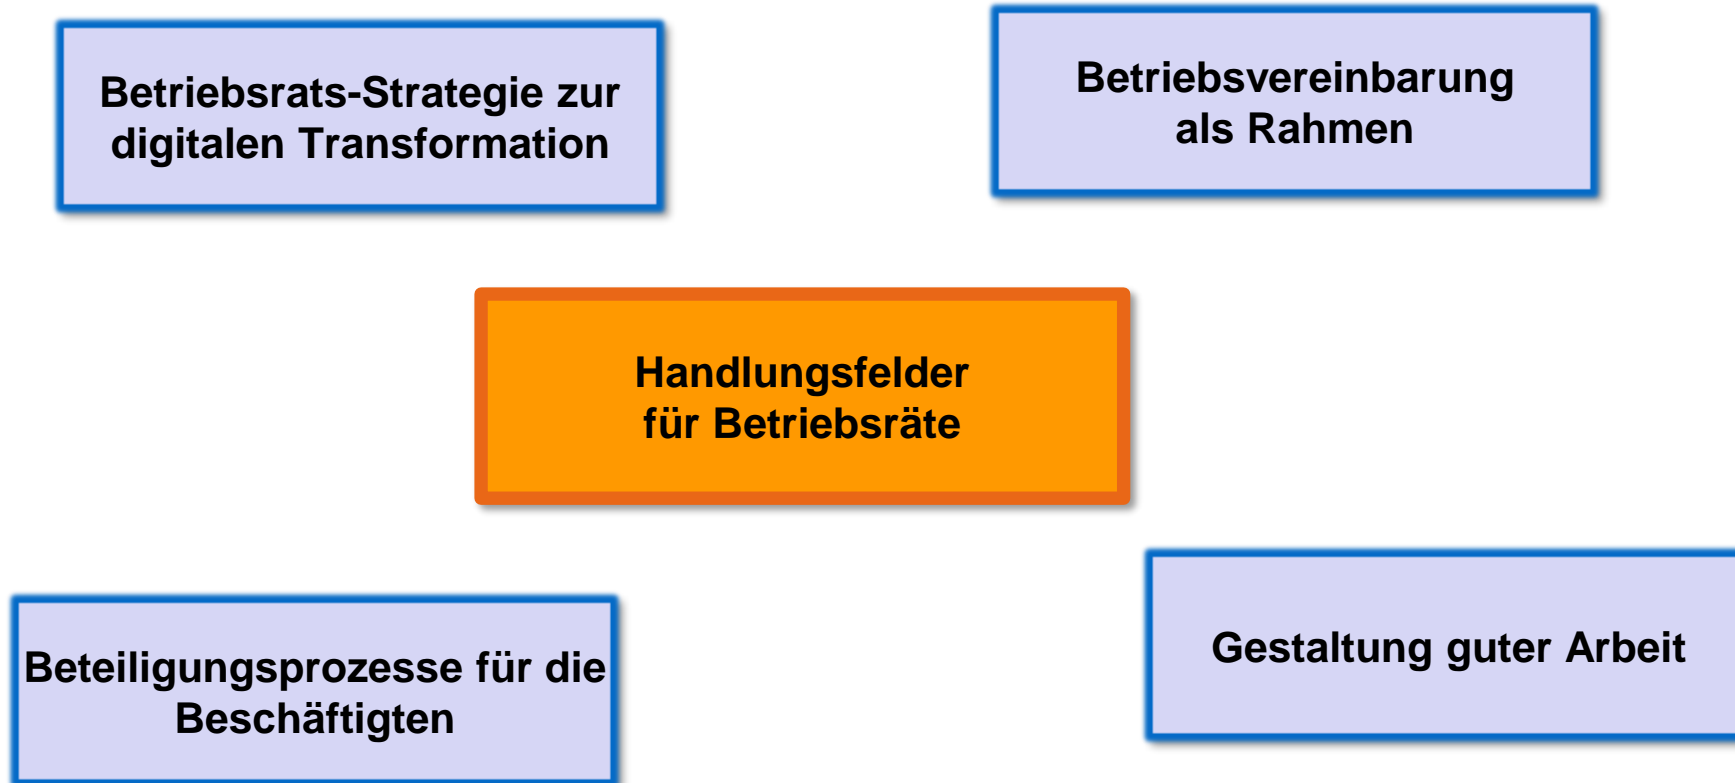 Betriebsrats-Strategie zur
digitalen Transformation
Betriebsvereinbarung
als Rahmen
Handlungsfelder
für Betriebsräte
Beteiligungsprozesse für die
Beschäftigten
Gestaltung guter Arbeit